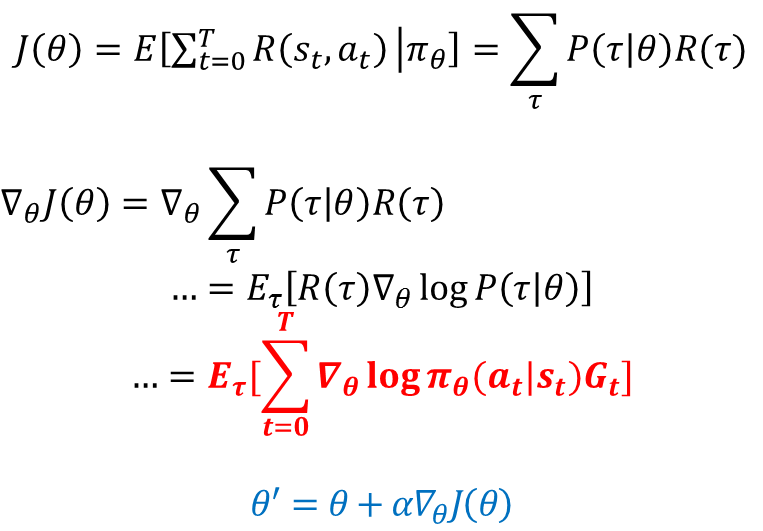 J(θ) = E[∑_{t=0}^{T} R(s_t, a_t) | π_θ] = ∑_τ P(τ|θ)R(τ)
∇_θ J(θ) = ∇_θ ∑_τ P(τ|θ)R(τ)
… = E_τ[R(τ)∇_θ log P(τ|θ)]
… = E_τ[∑_{t=0}^{T} ∇_θ log π_θ(a_t|s_t)G_t]
θ′ = θ + α∇_θ J(θ)